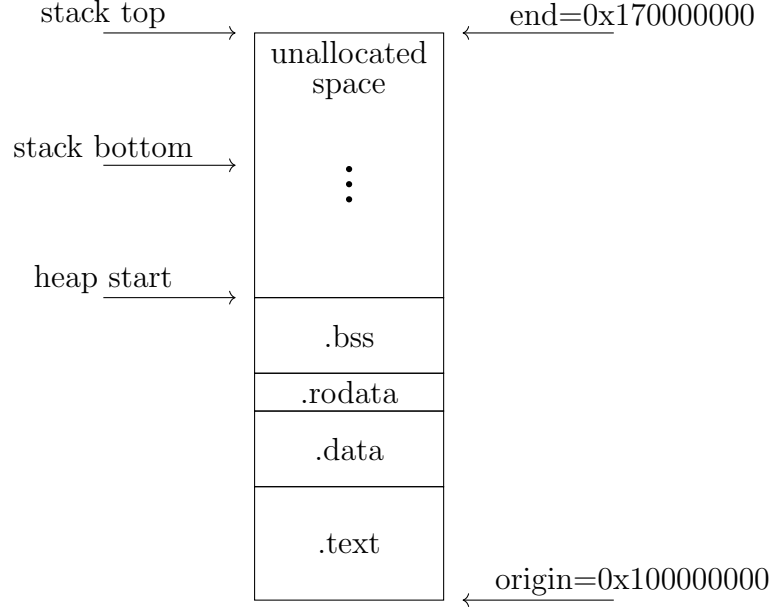 stack top
end=0x170000000
unallocated
space
stack bottom
heap start
.bss
.rodata
.data
.text
origin=0x100000000